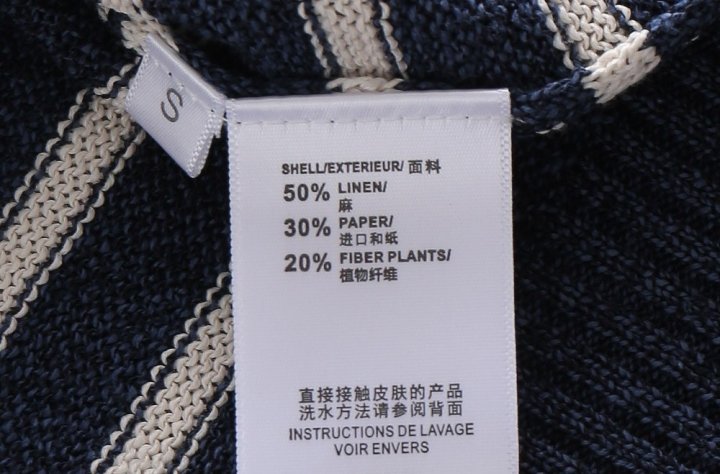 S
SHELL/EXTERIEUR/ 面料
50% LINEN/
麻
30% PAPER/
进口和纸
20% FIBER PLANTS/
植物纤维
直接接触皮肤的产品
洗水方法请参阅背面
INSTRUCTIONS DE LAVAGE
VOIR ENVERS